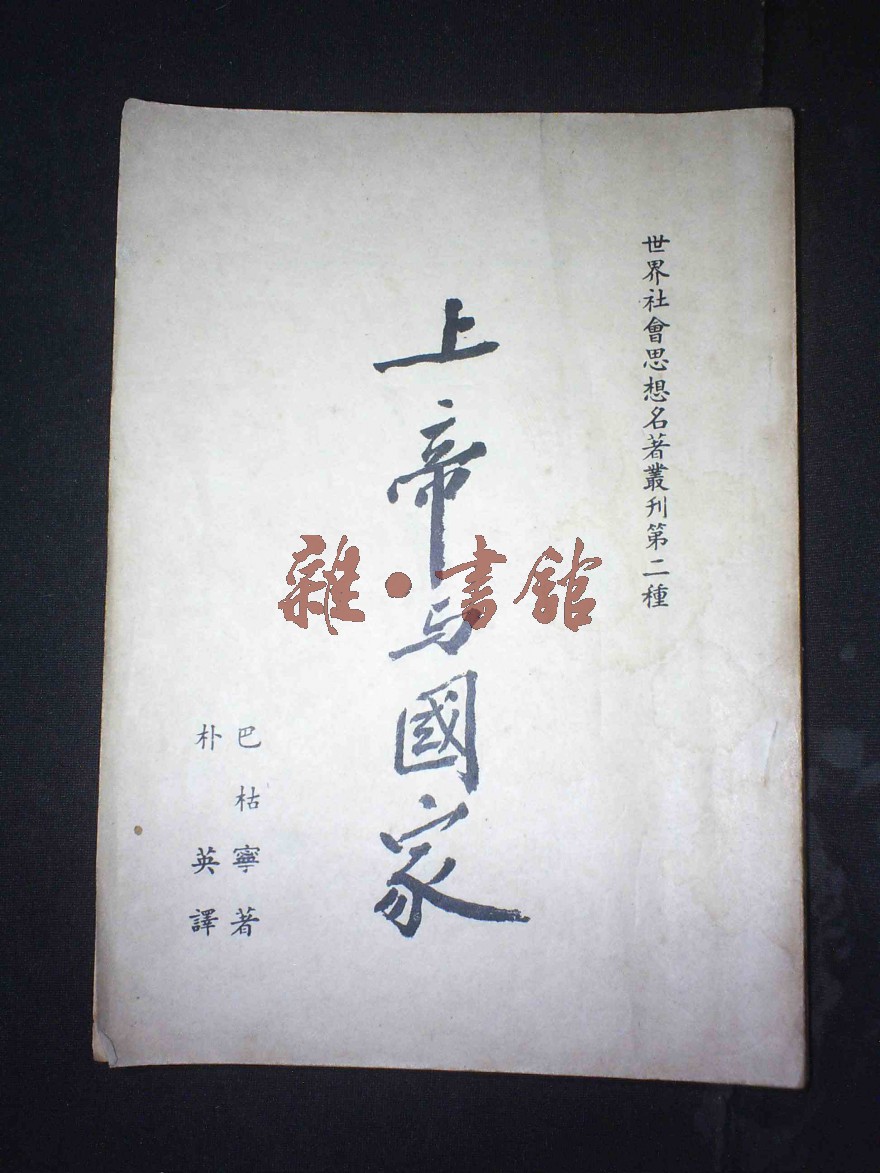 世界社會思想名著叢刊第二種
上帝与國家
巴枯寧著
朴英譯
雜·書館